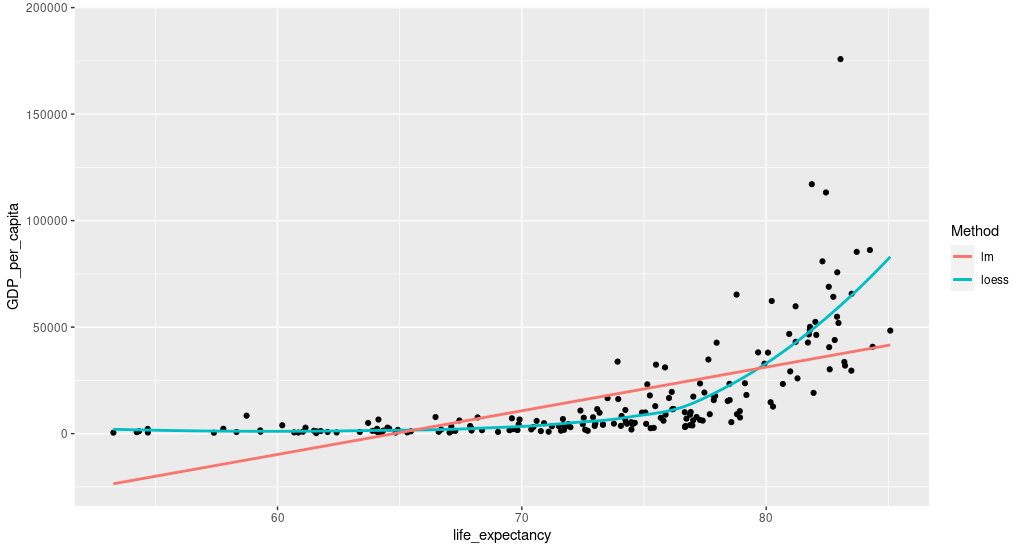 200000
150000
100000
50000
0
GDP_per_capita
60
70
80
life_expectancy
Method
lm
loess